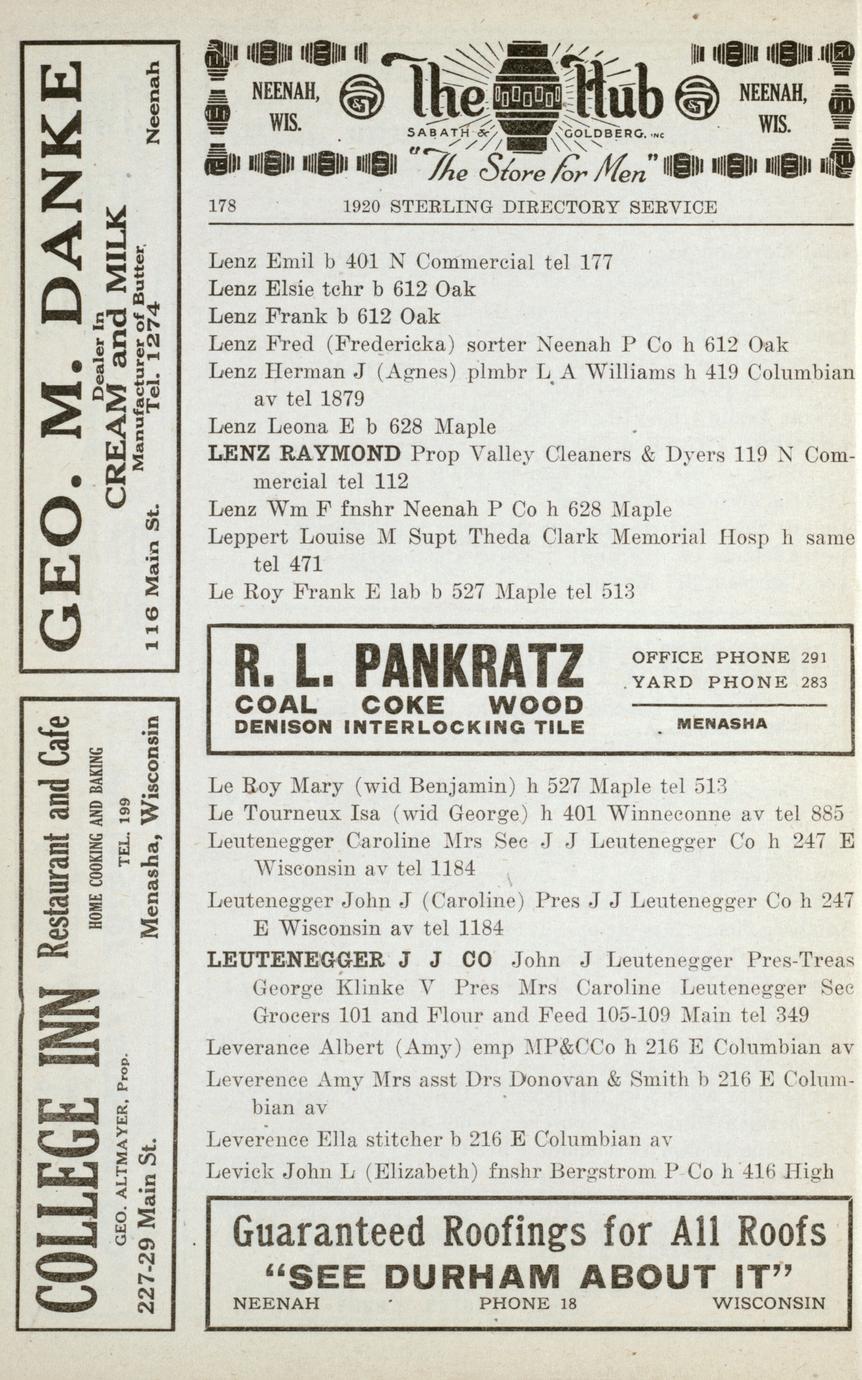 GEO. M. DANKE
Dealer In
CREAM and MILK
Manufacturer of Butter
Tel. 1274
116 Main St.
Neenah
COLLEGE INN
Restaurant and Cafe
HOME COOKING AND BAKING
GEO. ALTMAYER, Prop.
TEL. 199
227-29 Main St.
Menasha, Wisconsin
NEENAH,
WIS.
The Hub
SABATH & GOLDBERG, INC
"The Store for Men"
NEENAH,
WIS.
178 1920 STERLING DIRECTORY SERVICE
Lenz Emil b 401 N Commercial tel 177
Lenz Elsie tchr b 612 Oak
Lenz Frank b 612 Oak
Lenz Fred (Fredericka) sorter Neenah P Co h 612 Oak
Lenz Herman J (Agnes) plmbr L A Williams h 419 Columbian
av tel 1879
Lenz Leona E b 628 Maple
LENZ RAYMOND Prop Valley Cleaners & Dyers 119 N Com-
mercial tel 112
Lenz Wm F fnshr Neenah P Co h 628 Maple
Leppert Louise M Supt Theda Clark Memorial Hosp h same
tel 471
Le Roy Frank E lab b 527 Maple tel 513
R. L. PANKRATZ
COAL COKE WOOD
DENISON INTERLOCKING TILE
OFFICE PHONE 291
YARD PHONE 283
MENASHA
Le Roy Mary (wid Benjamin) h 527 Maple tel 513
Le Tourneux Isa (wid George) h 401 Winneconne av tel 885
Leutenegger Caroline Mrs Sec J J Leutenegger Co h 247 E
Wisconsin av tel 1184
Leutenegger John J (Caroline) Pres J J Leutenegger Co h 247
E Wisconsin av tel 1184
LEUTENEGGER J J CO John J Leutenegger Pres-Treas
George Klinke V Pres Mrs Caroline Leutenegger Sec
Grocers 101 and Flour and Feed 105-109 Main tel 349
Leverance Albert (Amy) emp MP&CCo h 216 E Columbian av
Leverence Amy Mrs asst Drs Donovan & Smith b 216 E Colum-
bian av
Leverence Ella stitcher b 216 E Columbian av
Levick John L (Elizabeth) fnshr Bergstrom P Co h 416 High
Guaranteed Roofings for All Roofs
"SEE DURHAM ABOUT IT"
NEENAH PHONE 18 WISCONSIN